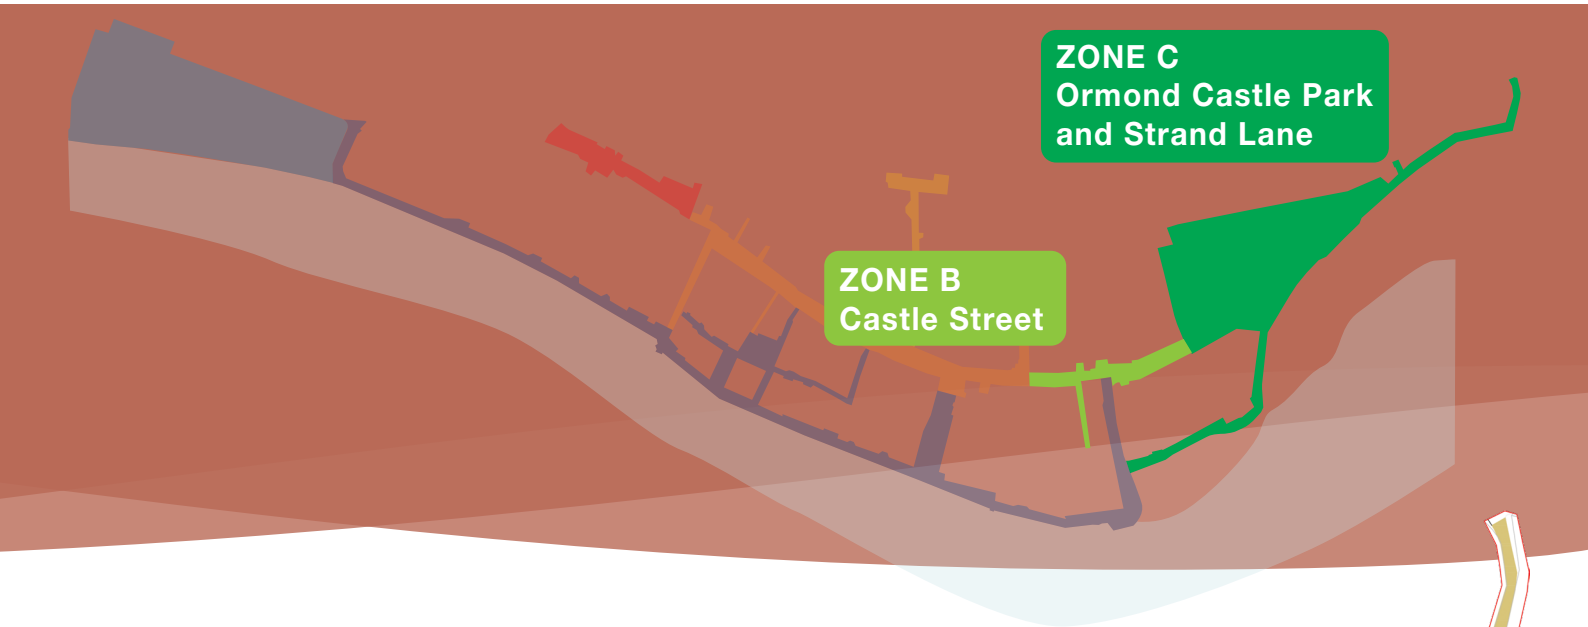 ZONE C
Ormond Castle Park
and Strand Lane
ZONE B
Castle Street